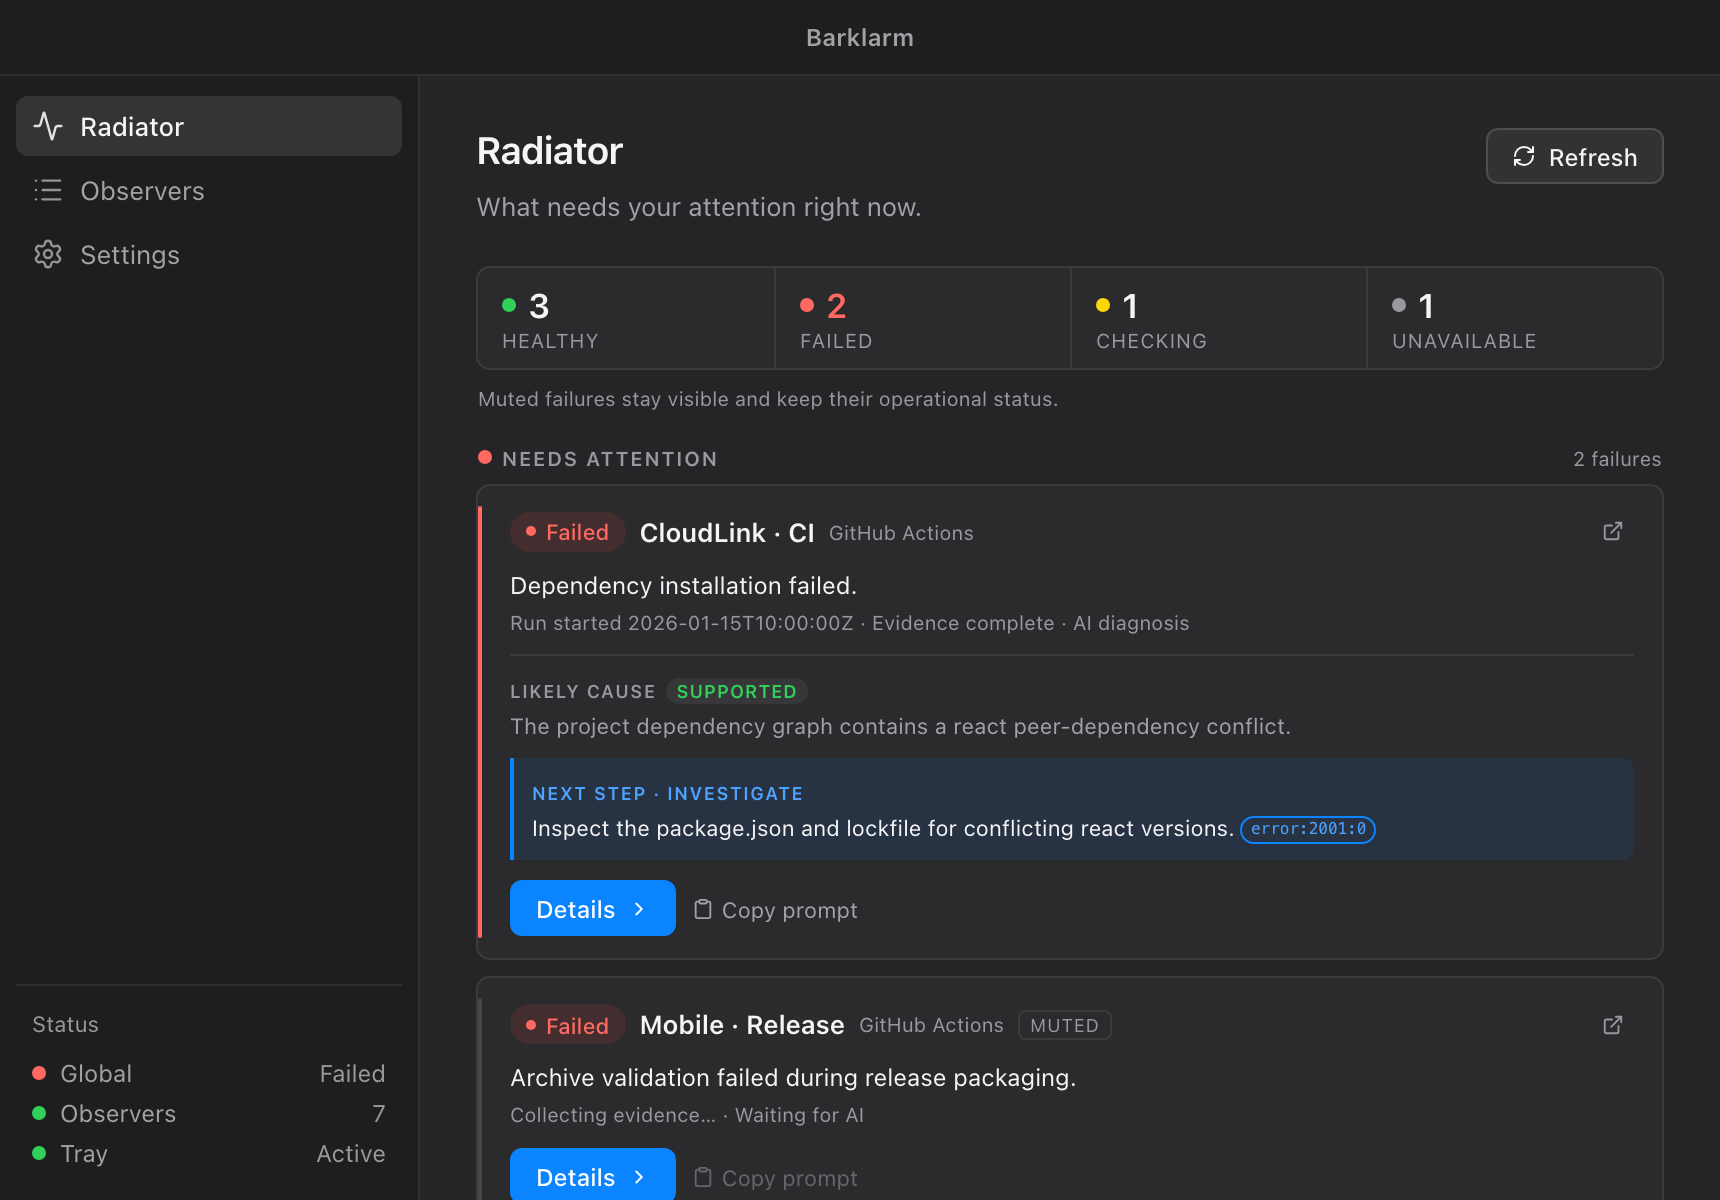 Barklarm
Radiator
Observers
Settings
Radiator
Refresh
What needs your attention right now.
3
HEALTHY
2
FAILED
1
CHECKING
1
UNAVAILABLE
Muted failures stay visible and keep their operational status.
NEEDS ATTENTION
2 failures
Failed CloudLink · CI GitHub Actions
Dependency installation failed.
Run started 2026-01-15T10:00:00Z · Evidence complete · AI diagnosis
LIKELY CAUSE SUPPORTED
The project dependency graph contains a react peer-dependency conflict.
NEXT STEP · INVESTIGATE
Inspect the package.json and lockfile for conflicting react versions. error:2001:0
Details Copy prompt
Failed Mobile · Release GitHub Actions MUTED
Archive validation failed during release packaging.
Collecting evidence... · Waiting for AI
Details Copy prompt
Status
Global Failed
Observers 7
Tray Active